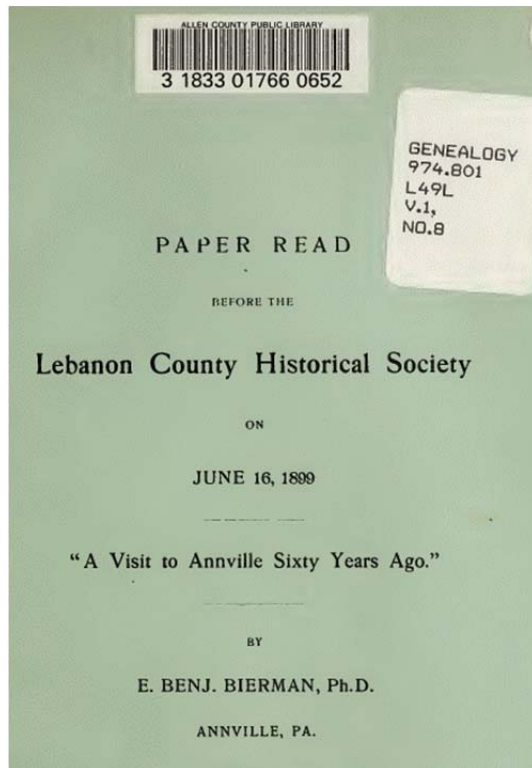 ALLEN COUNTY PUBLIC LIBRARY
3 1833 01766 0652
GENEALOGY
974.801
L49L
V.1,
NO.8
PAPER READ
BEFORE THE
Lebanon County Historical Society
ON
JUNE 16, 1899
"A Visit to Annville Sixty Years Ago."
BY
E. BENJ. BIERMAN, Ph.D.
ANNVILLE, PA.